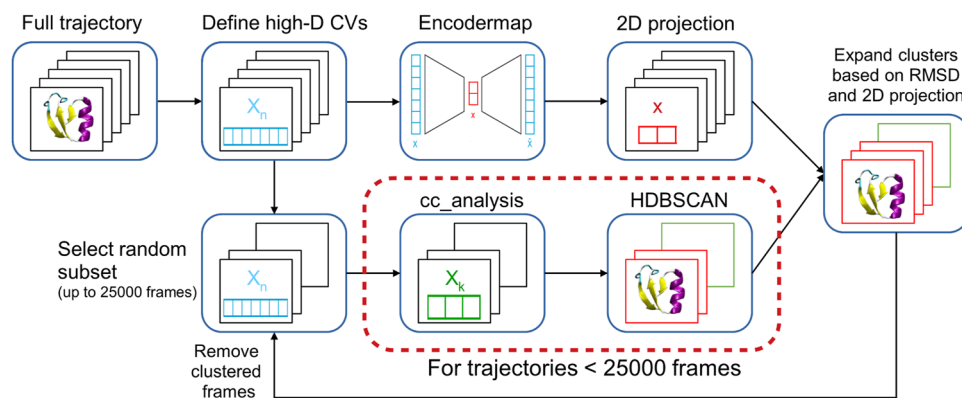 Full trajectory
Define high-D CVs
Encodermap
2D projection
Expand clusters
based on RMSD
and 2D projection
Xn
x
x
x̂
x
cc_analysis
HDBSCAN
Select random
subset
(up to 25000 frames)
Xn
Xk
Remove
clustered
frames
For trajectories < 25000 frames